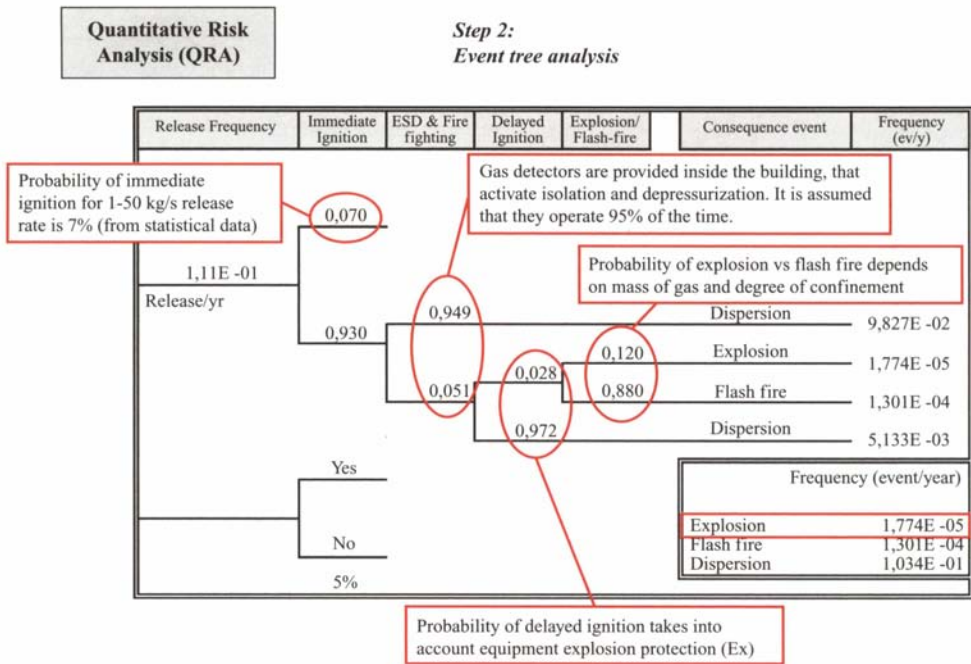 Quantitative Risk
Analysis (QRA)
Step 2:
Event tree analysis
Release Frequency
Immediate
Ignition
ESD & Fire
fighting
Delayed
Ignition
Explosion/
Flash-fire
Consequence event
Frequency
(ev/y)
Probability of immediate
ignition for 1-50 kg/s release
rate is 7% (from statistical data)
Gas detectors are provided inside the building, that
activate isolation and depressurization. It is assumed
that they operate 95% of the time.
0,070
Probability of explosion vs flash fire depends
on mass of gas and degree of confinement
1,11E -01
Release/yr
0,930
0,949
Dispersion
9,827E -02
0,120
Explosion
1,774E -05
0,028
0,051
0,880
Flash fire
1,301E -04
0,972
Dispersion
5,133E -03
Yes
No
5%
Frequency (event/year)
Explosion 1,774E -05
Flash fire 1,301E -04
Dispersion 1,034E -01
Probability of delayed ignition takes into
account equipment explosion protection (Ex)